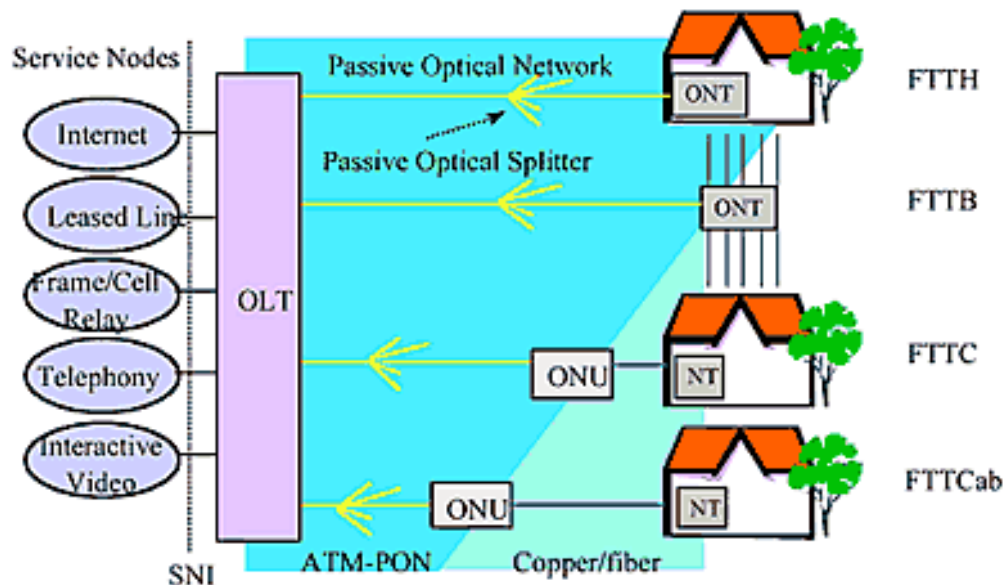 Service Nodes
Internet
Leased Line
Frame/Cell
Relay
Telephony
Interactive
Video
SNI
OLT
Passive Optical Network
Passive Optical Splitter
ONT
FTTH
ONT
FTTB
ONU
NT
FTTC
ONU
NT
FTTCab
ATM-PON
Copper/fiber